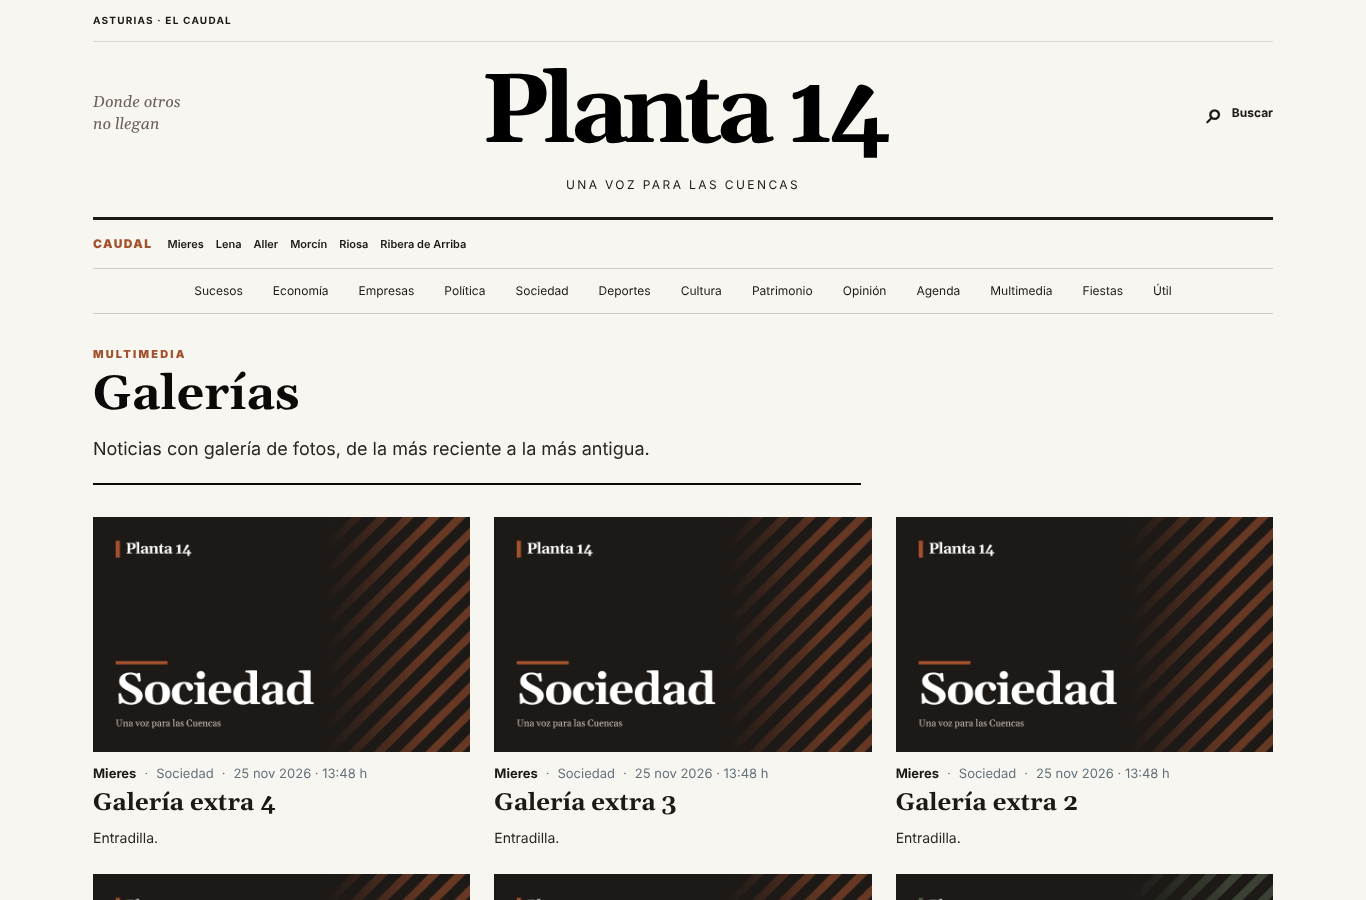 ASTURIAS · EL CAUDAL
Donde otros
no llegan
Planta 14
Buscar
UNA VOZ PARA LAS CUENCAS
CAUDAL Mieres Lena Aller Morcín Riosa Ribera de Arriba
Sucesos Economía Empresas Política Sociedad Deportes Cultura Patrimonio Opinión Agenda Multimedia Fiestas Útil
MULTIMEDIA
Galerías
Noticias con galería de fotos, de la más reciente a la más antigua.
Planta 14
Sociedad
Una voz para las Cuencas
Mieres · Sociedad · 25 nov 2026 · 13:48 h
Galería extra 4
Entradilla.
Planta 14
Sociedad
Una voz para las Cuencas
Mieres · Sociedad · 25 nov 2026 · 13:48 h
Galería extra 3
Entradilla.
Planta 14
Sociedad
Una voz para las Cuencas
Mieres · Sociedad · 25 nov 2026 · 13:48 h
Galería extra 2
Entradilla.